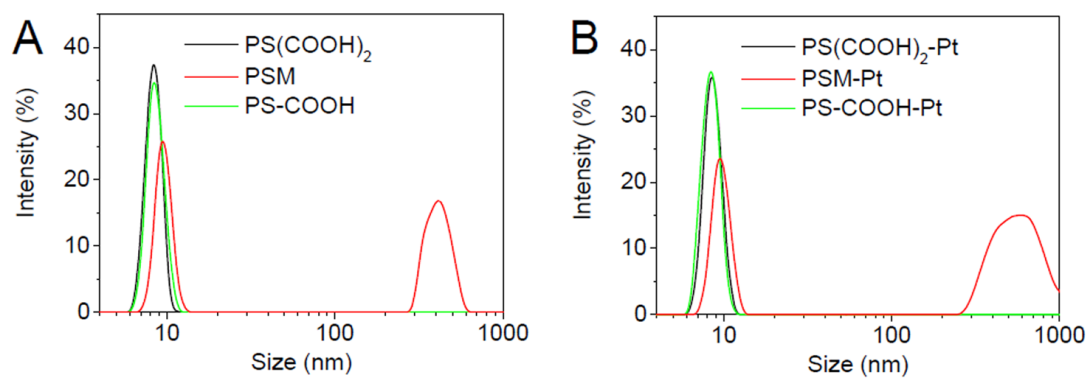 A
PS(COOH)₂
PSM
PS-COOH
Intensity (%)
40
30
20
10
0
10
100
1000
Size (nm)
B
PS(COOH)₂-Pt
PSM-Pt
PS-COOH-Pt
Intensity (%)
40
30
20
10
0
10
100
1000
Size (nm)